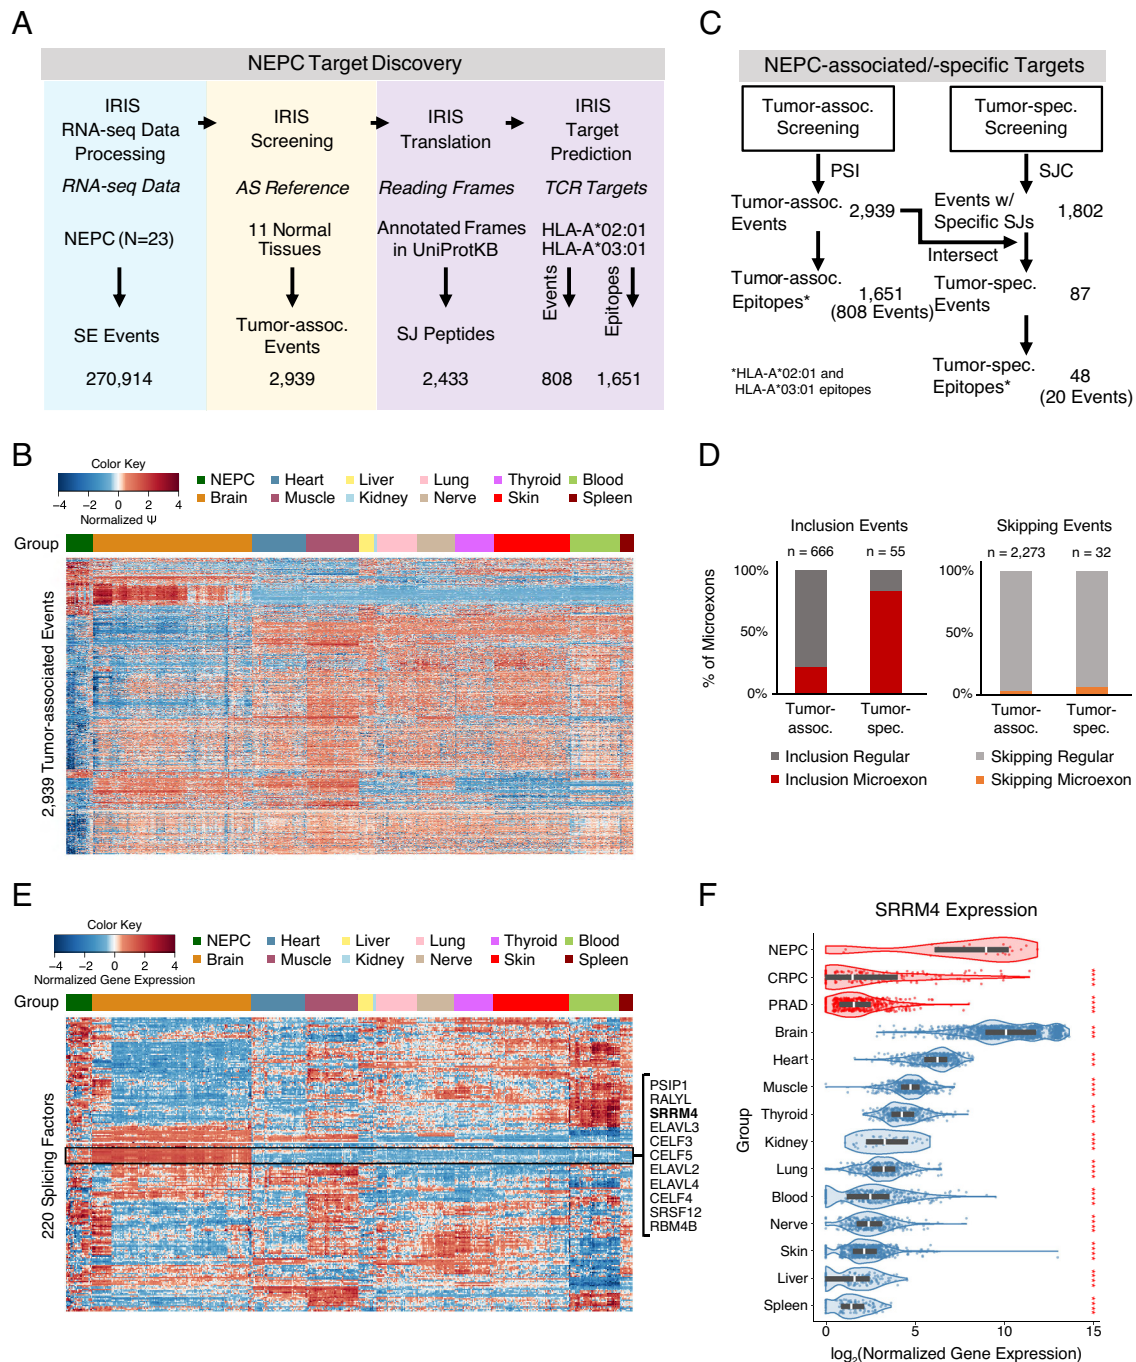 A
NEPC Target Discovery
IRIS
RNA-seq Data
Processing
IRIS
Screening
IRIS
Translation
IRIS
Target
Prediction
RNA-seq Data
AS Reference
Reading Frames
TCR Targets
NEPC (N=23)
11 Normal
Tissues
Annotated Frames
in UniProtKB
HLA-A*02:01
HLA-A*03:01
Events
Epitopes
SE Events
Tumor-assoc.
Events
SJ Peptides
270,914
2,939
2,433
808
1,651
C
NEPC-associated/-specific Targets
Tumor-assoc.
Screening
Tumor-spec.
Screening
PSI
SJC
Tumor-assoc.
Events
2,939
Events w/
Specific SJs
1,802
Intersect
Tumor-assoc.
Epitopes*
1,651
(808 Events)
Tumor-spec.
Events
87
*HLA-A*02:01 and
HLA-A*03:01 epitopes
Tumor-spec.
Epitopes*
48
(20 Events)
B
Color Key
−4 −2 0 2 4
Normalized Ψ
NEPC Heart Liver Lung Thyroid Blood
Brain Muscle Kidney Nerve Skin Spleen
Group
2,939 Tumor-associated Events
D
Inclusion Events
n = 666 n = 55
Skipping Events
n = 2,273 n = 32
% of Microexons
100%
50%
0%
100%
50%
0%
Tumor-
assoc.
Tumor-
spec.
Tumor-
assoc.
Tumor-
spec.
Inclusion Regular
Inclusion Microexon
Skipping Regular
Skipping Microexon
E
Color Key
−4 −2 0 2 4
Normalized Gene Expression
NEPC Heart Liver Lung Thyroid Blood
Brain Muscle Kidney Nerve Skin Spleen
Group
220 Splicing Factors
PSIP1
RALYL
SRRM4
ELAVL3
CELF3
CELF5
ELAVL2
ELAVL4
CELF4
SRSF12
RBM4B
F
SRRM4 Expression
Group
NEPC
CRPC
PRAD
Brain
Heart
Muscle
Thyroid
Kidney
Lung
Blood
Nerve
Skin
Liver
Spleen
0 5 10 15
log₂(Normalized Gene Expression)